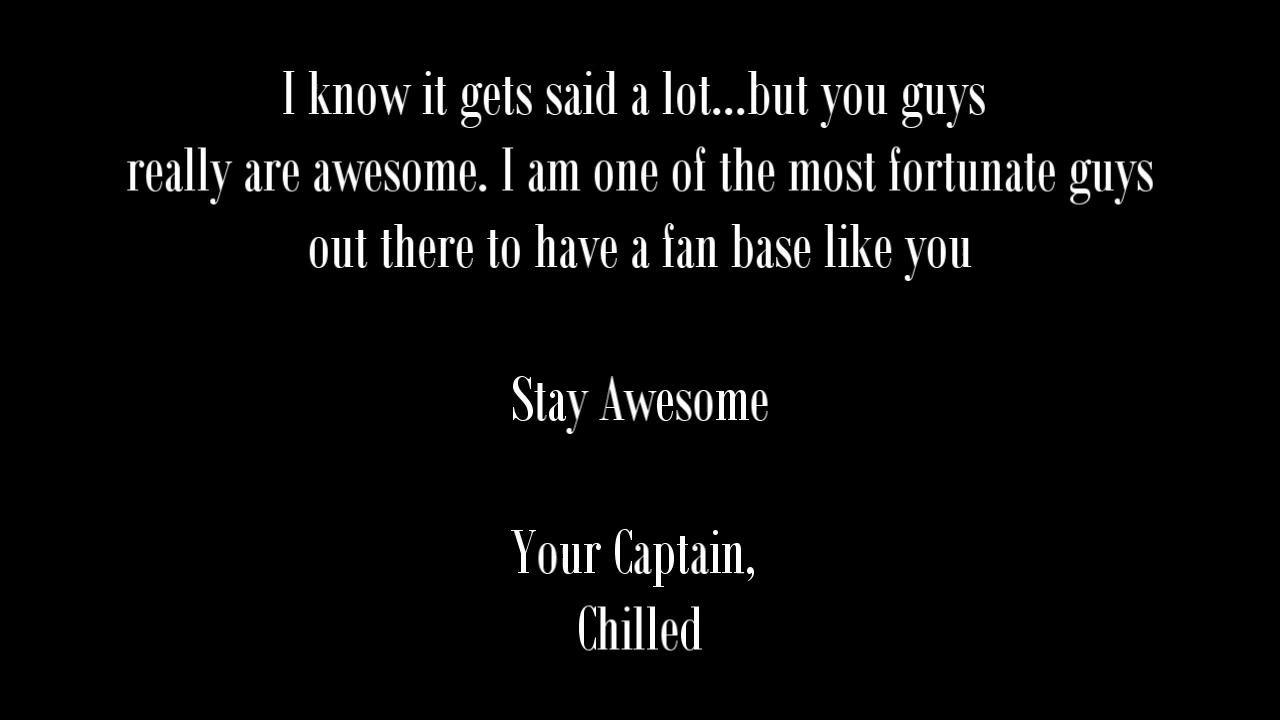 I know it gets said a lot...but you guys
really are awesome. I am one of the most fortunate guys
out there to have a fan base like you
Stay Awesome
Your Captain,
Chilled